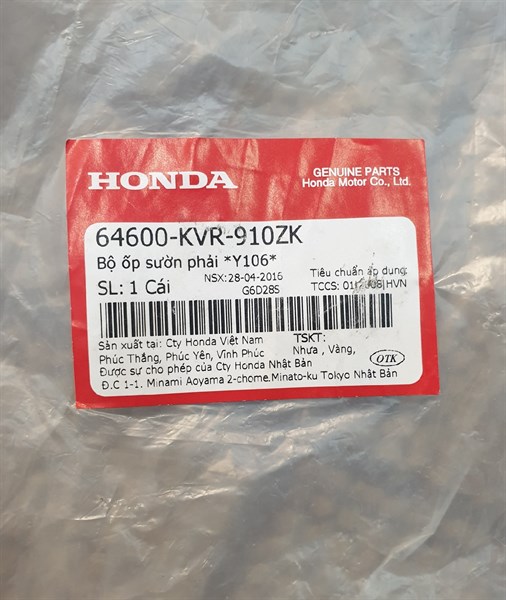 HONDA
GENUINE PARTS
Honda Motor Co., Ltd.
64600-KVR-910ZK
Bộ ốp sườn phải *Y106*
NSX: 28-04-2016
Tiêu chuẩn áp dụng:
SL: 1 Cái
G6D28S
TCCS: HVN
Sản xuất tại: Cty Honda Việt Nam
Phúc Thắng, Phúc Yên, Vĩnh Phúc
TSKT:
Nhựa , Vàng,
Được sự cho phép của Cty Honda Nhật Bản
OTK
Đ.C 1-1. Minami Aoyama 2-chome.Minato-ku Tokyo Nhật Bản